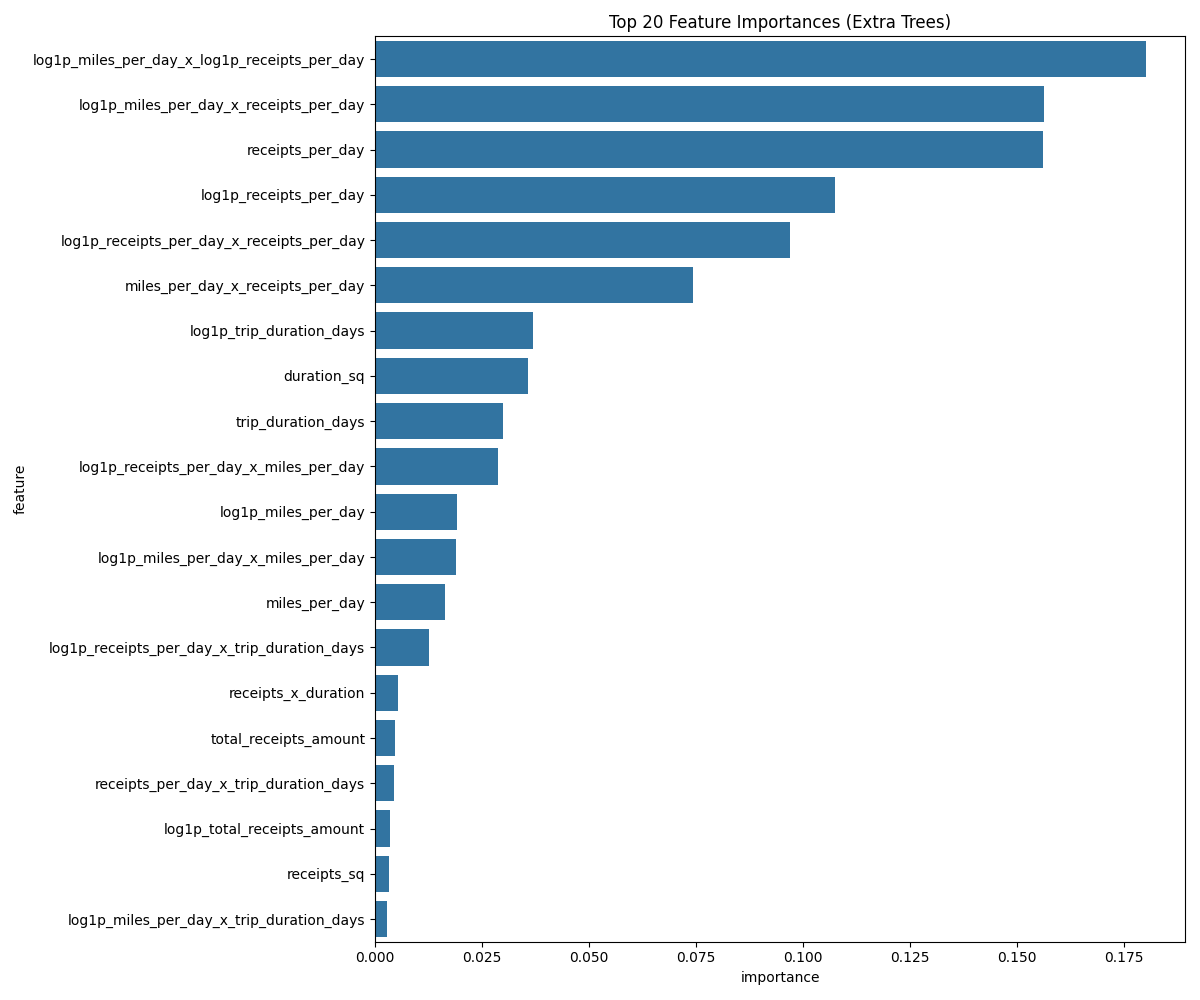 Top 20 Feature Importances (Extra Trees)
log1p_miles_per_day_x_log1p_receipts_per_day
log1p_miles_per_day_x_receipts_per_day
receipts_per_day
log1p_receipts_per_day
log1p_receipts_per_day_x_receipts_per_day
miles_per_day_x_receipts_per_day
log1p_trip_duration_days
duration_sq
trip_duration_days
log1p_receipts_per_day_x_miles_per_day
log1p_miles_per_day
log1p_miles_per_day_x_miles_per_day
miles_per_day
log1p_receipts_per_day_x_trip_duration_days
receipts_x_duration
total_receipts_amount
receipts_per_day_x_trip_duration_days
log1p_total_receipts_amount
receipts_sq
log1p_miles_per_day_x_trip_duration_days
feature
0.000 0.025 0.050 0.075 0.100 0.125 0.150 0.175
importance